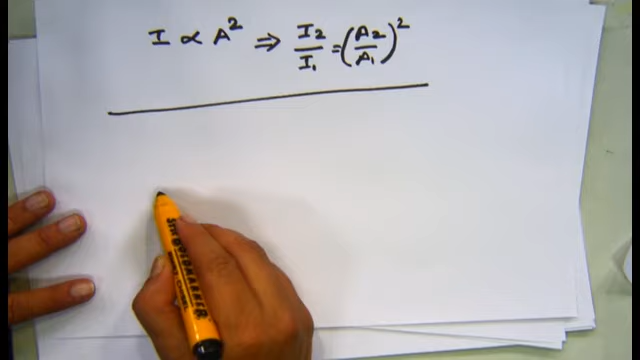 I ∝ A² ⇒ I₂/I₁ = (A₂/A₁)²